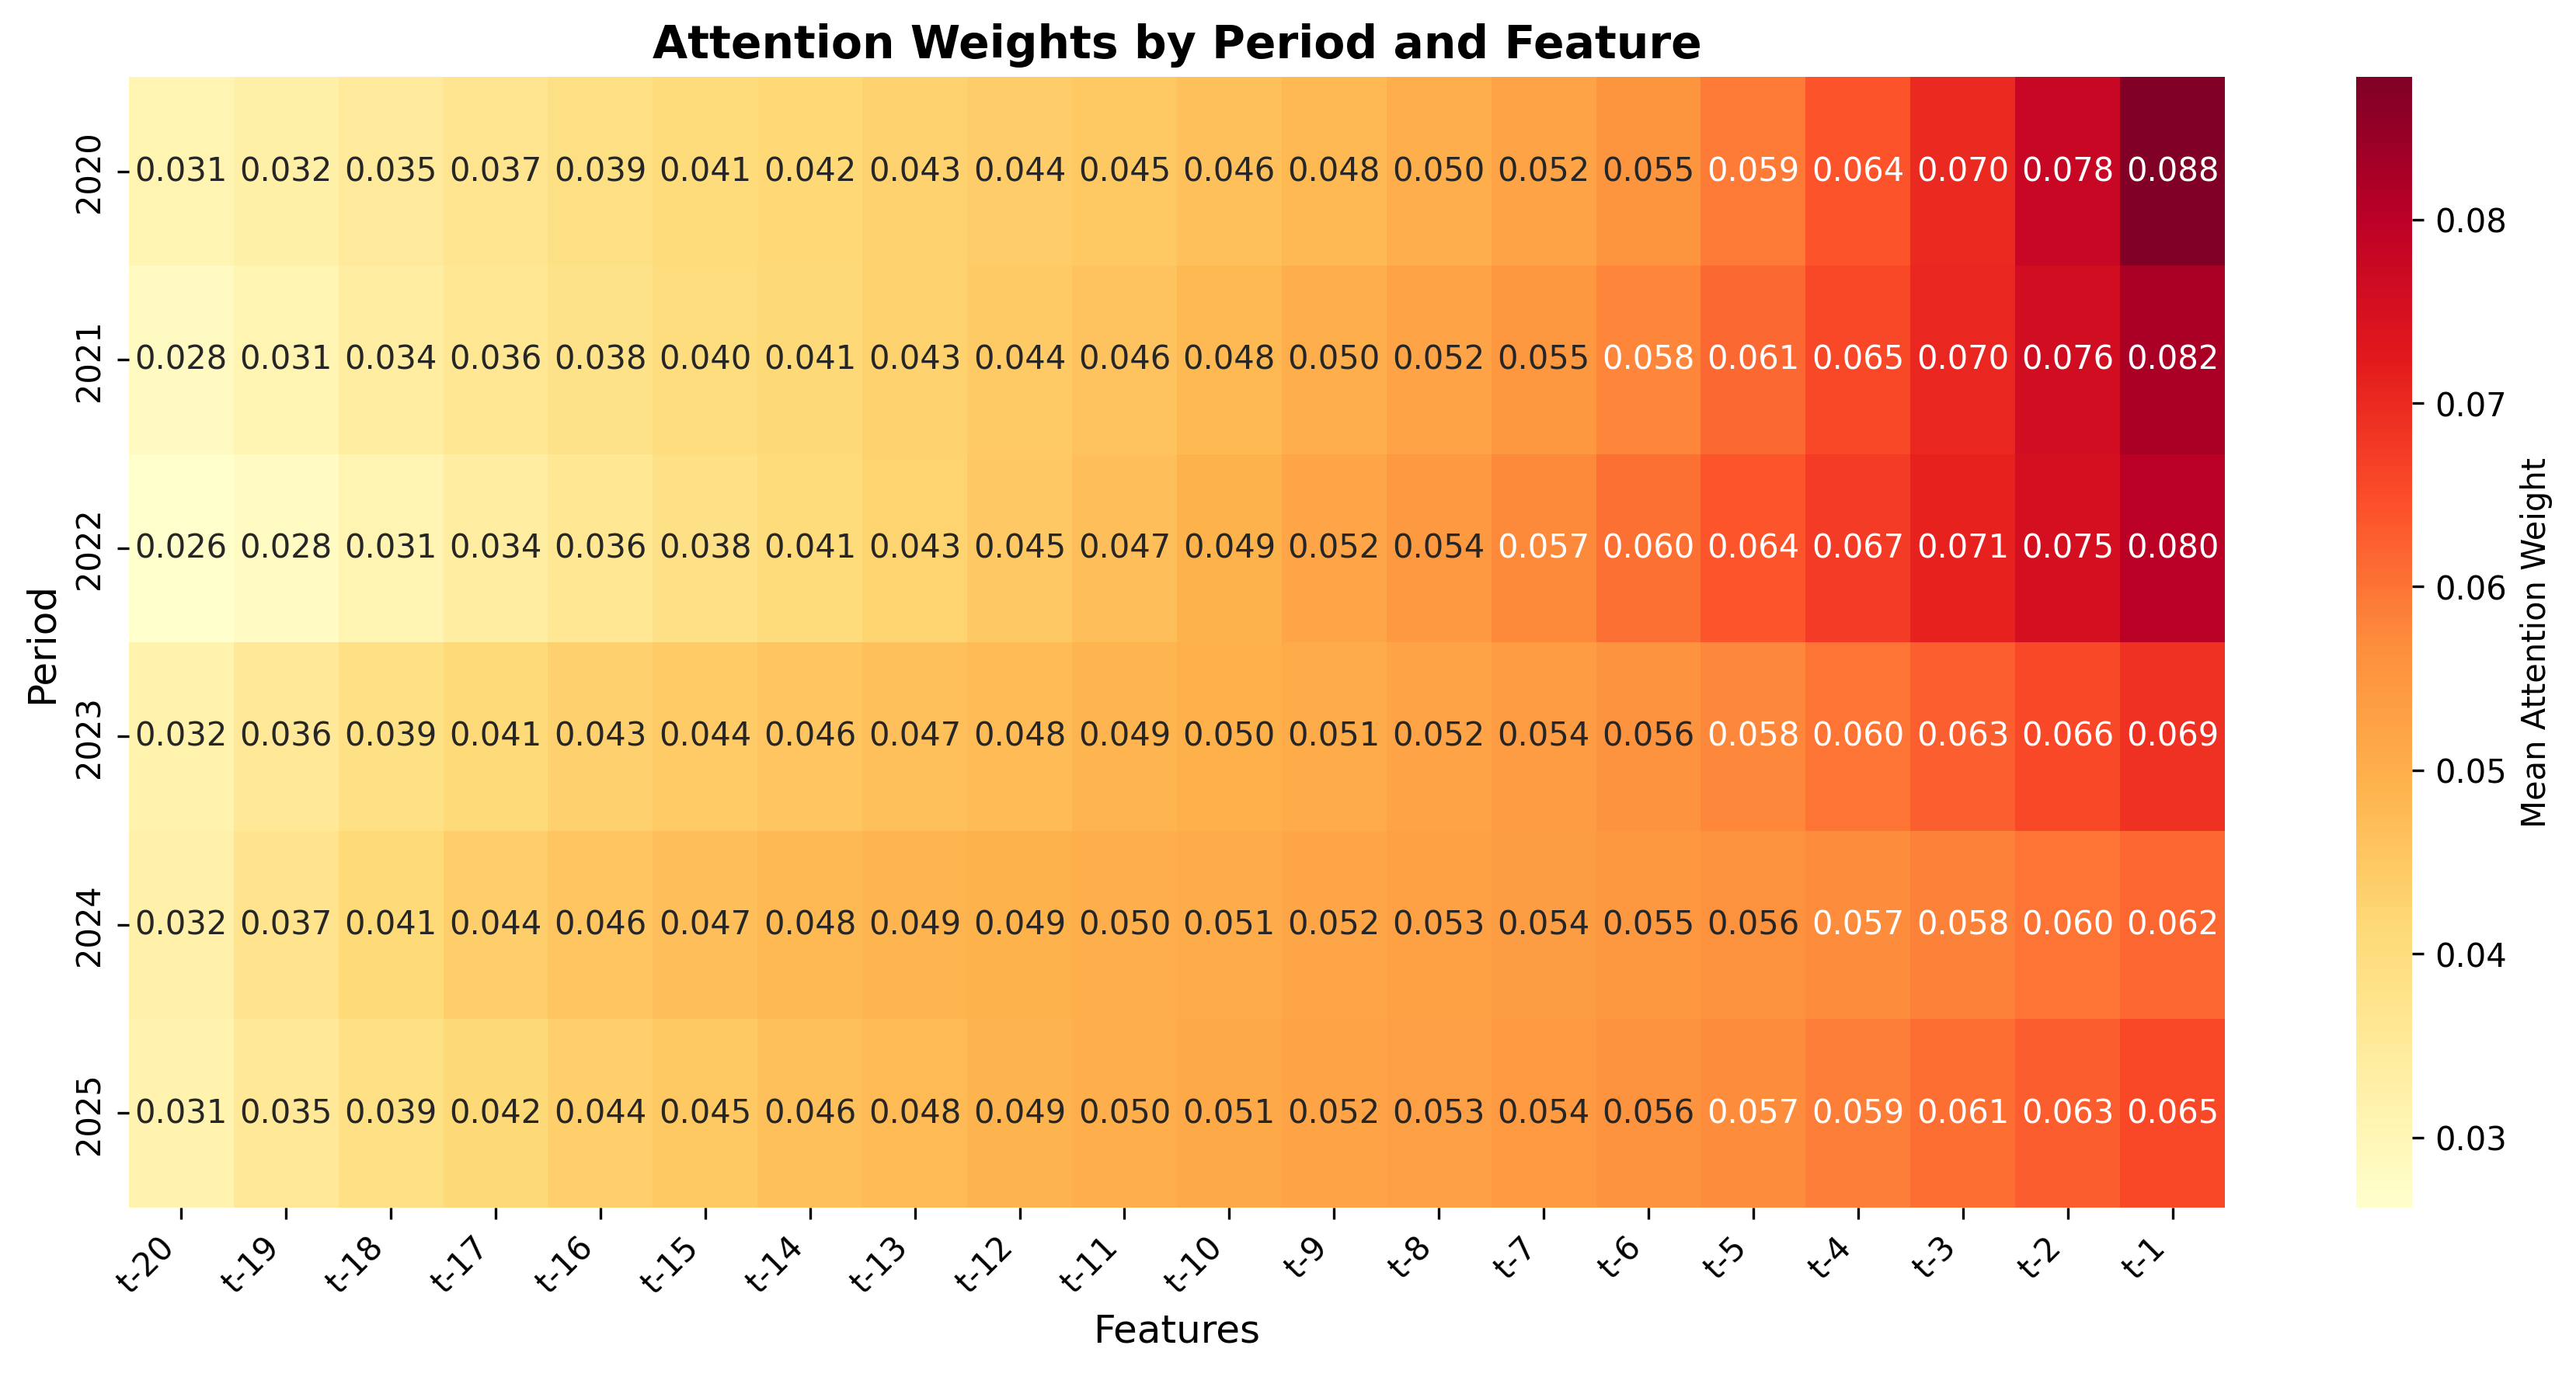 Attention Weights by Period and Feature
Period
2020 0.031 0.032 0.035 0.037 0.039 0.041 0.042 0.043 0.044 0.045 0.046 0.048 0.050 0.052 0.055 0.059 0.064 0.070 0.078 0.088
2021 0.028 0.031 0.034 0.036 0.038 0.040 0.041 0.043 0.044 0.046 0.048 0.050 0.052 0.055 0.058 0.061 0.065 0.070 0.076 0.082
2022 0.026 0.028 0.031 0.034 0.036 0.038 0.041 0.043 0.045 0.047 0.049 0.052 0.054 0.057 0.060 0.064 0.067 0.071 0.075 0.080
2023 0.032 0.036 0.039 0.041 0.043 0.044 0.046 0.047 0.048 0.049 0.050 0.051 0.052 0.054 0.056 0.058 0.060 0.063 0.066 0.069
2024 0.032 0.037 0.041 0.044 0.046 0.047 0.048 0.049 0.049 0.050 0.051 0.052 0.053 0.054 0.055 0.056 0.057 0.058 0.060 0.062
2025 0.031 0.035 0.039 0.042 0.044 0.045 0.046 0.048 0.049 0.050 0.051 0.052 0.053 0.054 0.056 0.057 0.059 0.061 0.063 0.065
t-20 t-19 t-18 t-17 t-16 t-15 t-14 t-13 t-12 t-11 t-10 t-9 t-8 t-7 t-6 t-5 t-4 t-3 t-2 t-1
Features
0.08
0.07
0.06
0.05
0.04
0.03
Mean Attention Weight